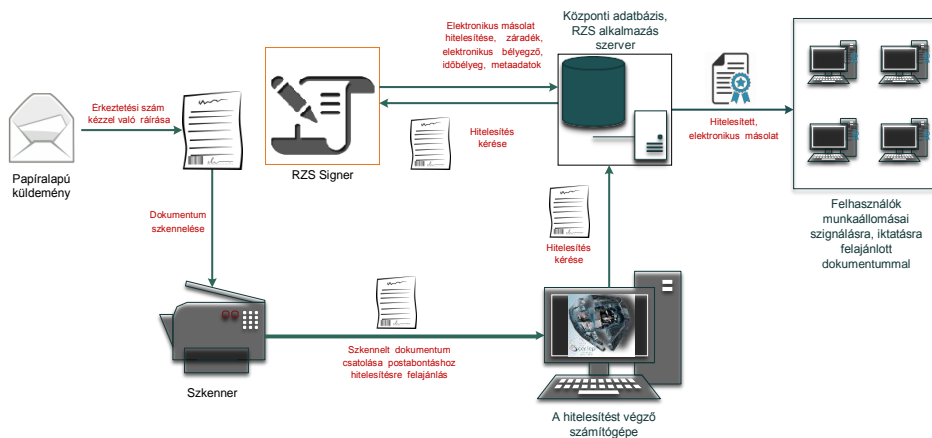 Elektronikus másolat
hitelesítése, záradék,
elektronikus bélyegző,
időbélyeg, metaadatok
Központi adatbázis,
RZS alkalmazás
szerver
Érkeztetési szám
kézzel való ráírása
Hitelesítés
kérése
Hitelesített,
elektronikus másolat
Papíralapú
küldemény
RZS Signer
Dokumentum
szkennelése
Hitelesítés
kérése
Felhasználók
munkaállomásai
szignálásra, iktatásra
felajánlott
dokumentummal
Szkennelt dokumentum
csatolása postabontáshoz
hitelesítésre felajánlás
Szkenner
A hitelesítést végző
számítógépe